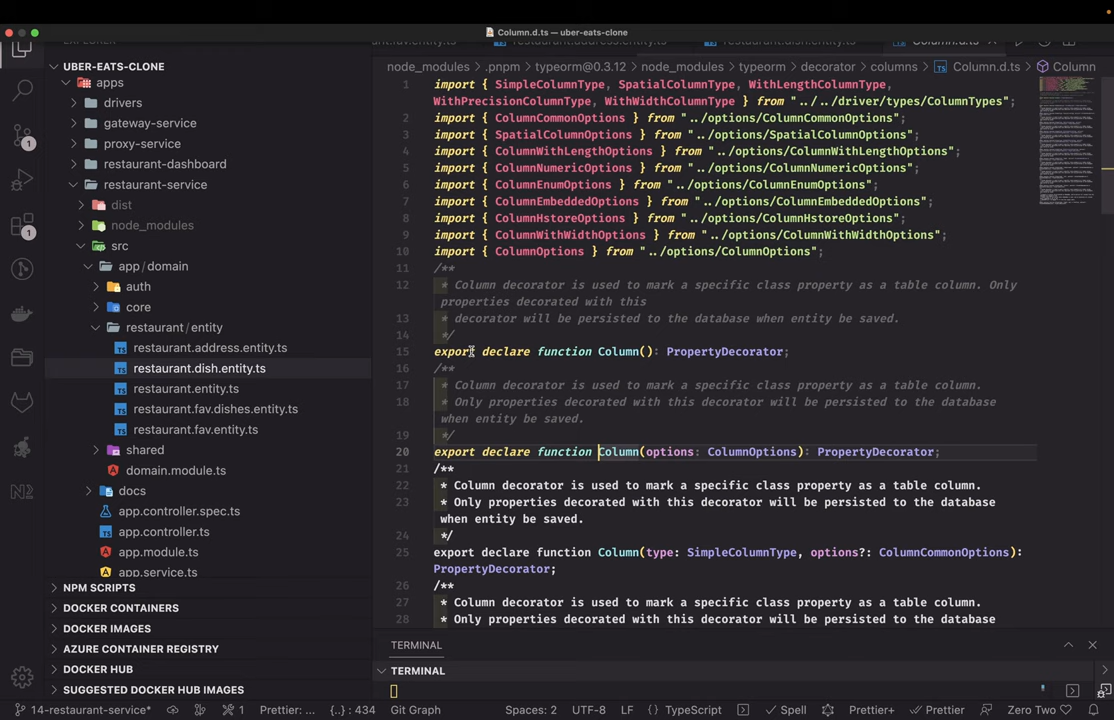 Column.d.ts — uber-eats-clone
UBER-EATS-CLONE
apps
drivers
gateway-service
proxy-service
restaurant-dashboard
restaurant-service
dist
node_modules
src
app/domain
auth
core
restaurant/entity
TS restaurant.address.entity.ts
TS restaurant.dish.entity.ts
TS restaurant.entity.ts
TS restaurant.fav.dishes.entity.ts
TS restaurant.fav.entity.ts
shared
TS domain.module.ts
docs
app.controller.spec.ts
TS app.controller.ts
app.module.ts
app.service.ts
NPM SCRIPTS
DOCKER CONTAINERS
DOCKER IMAGES
AZURE CONTAINER REGISTRY
DOCKER HUB
SUGGESTED DOCKER HUB IMAGES
1
1
node_modules > .pnpm > typeorm@0.3.12 > node_modules > typeorm > decorator > columns > TS Column.d.ts > Column
1 import { SimpleColumnType, SpatialColumnType, WithLengthColumnType,
WithPrecisionColumnType, WithWidthColumnType } from "../../driver/types/ColumnTypes";
2 import { ColumnCommonOptions } from "../options/ColumnCommonOptions";
3 import { SpatialColumnOptions } from "../options/SpatialColumnOptions";
4 import { ColumnWithLengthOptions } from "../options/ColumnWithLengthOptions";
5 import { ColumnNumericOptions } from "../options/ColumnNumericOptions";
6 import { ColumnEnumOptions } from "../options/ColumnEnumOptions";
7 import { ColumnEmbeddedOptions } from "../options/ColumnEmbeddedOptions";
8 import { ColumnHstoreOptions } from "../options/ColumnHstoreOptions";
9 import { ColumnWithWidthOptions } from "../options/ColumnWithWidthOptions";
10 import { ColumnOptions } from "../options/ColumnOptions";
11 /**
12 * Column decorator is used to mark a specific class property as a table column. Only
properties decorated with this
13 * decorator will be persisted to the database when entity be saved.
14 */
15 export declare function Column(): PropertyDecorator;
16 /**
17 * Column decorator is used to mark a specific class property as a table column.
18 * Only properties decorated with this decorator will be persisted to the database
when entity be saved.
19 */
20 export declare function Column(options: ColumnOptions): PropertyDecorator;
21 /**
22 * Column decorator is used to mark a specific class property as a table column.
23 * Only properties decorated with this decorator will be persisted to the database
when entity be saved.
24 */
25 export declare function Column(type: SimpleColumnType, options?: ColumnCommonOptions):
PropertyDecorator;
26 /**
27 * Column decorator is used to mark a specific class property as a table column.
28 * Only properties decorated with this decorator will be persisted to the database
TERMINAL
TERMINAL
14-restaurant-service* 1 Prettier: ... {..} : 434 Git Graph Spaces: 2 UTF-8 LF {} TypeScript Spell Prettier+ Prettier Zero Two